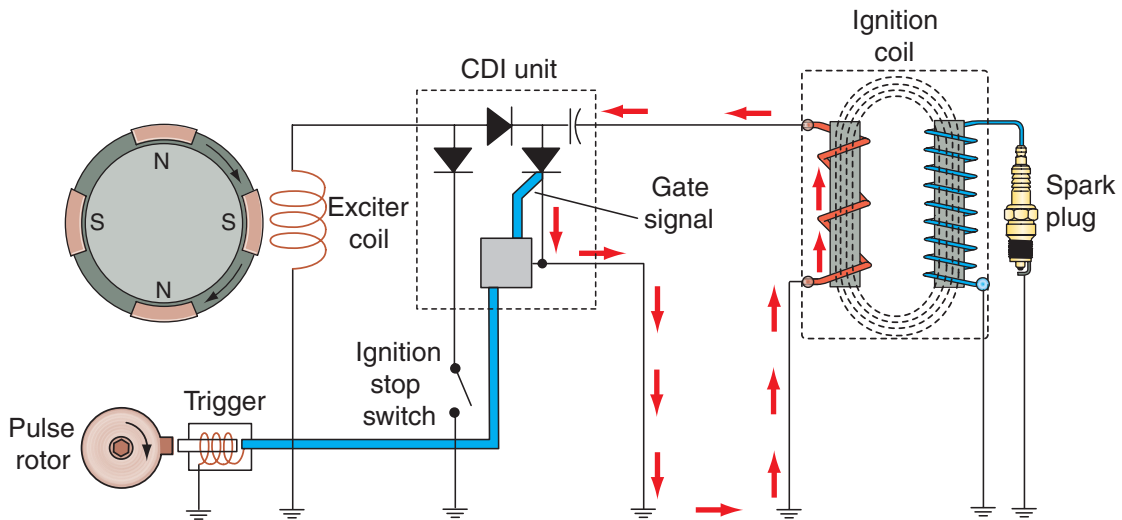 Ignition
coil
CDI unit
N
S
S
N
Exciter
coil
Gate
signal
Spark
plug
Ignition
stop
switch
Trigger
Pulse
rotor